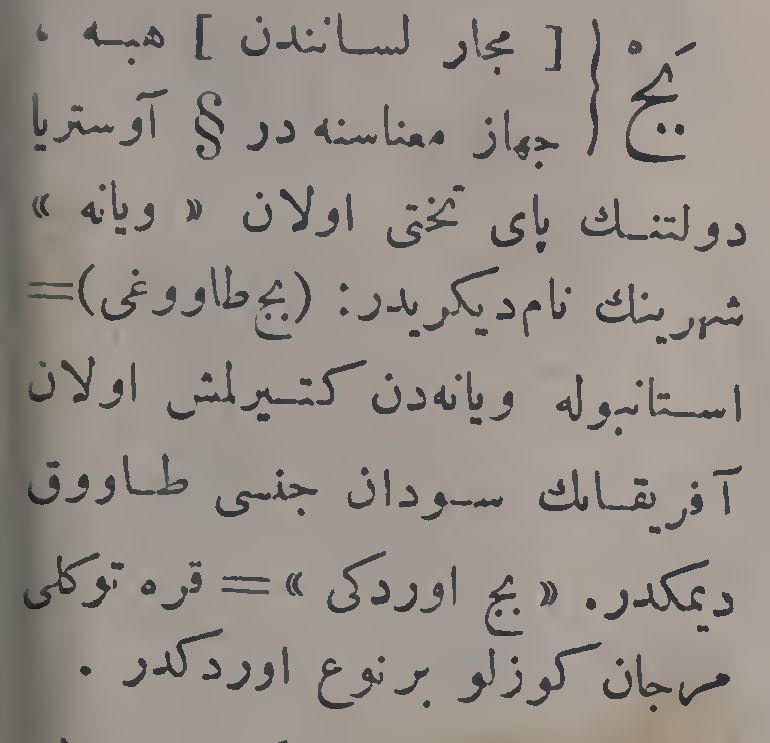 بَجْ { [ مجار لسانندن ] هبه ،
جهاز معناسنه در § آوستریا
دولتنك پای تختی اولان « ویانه »
شهرینك نام دیكریدر: (بج طاووغی)=
استانبوله ویانه‌دن كتیرلمش اولان
آفریقانك سودان جنسی طاووق
دیمكدر. « بج اوردكی » = قره توكلی
مرجان كوزلو برنوع اوردكدر .